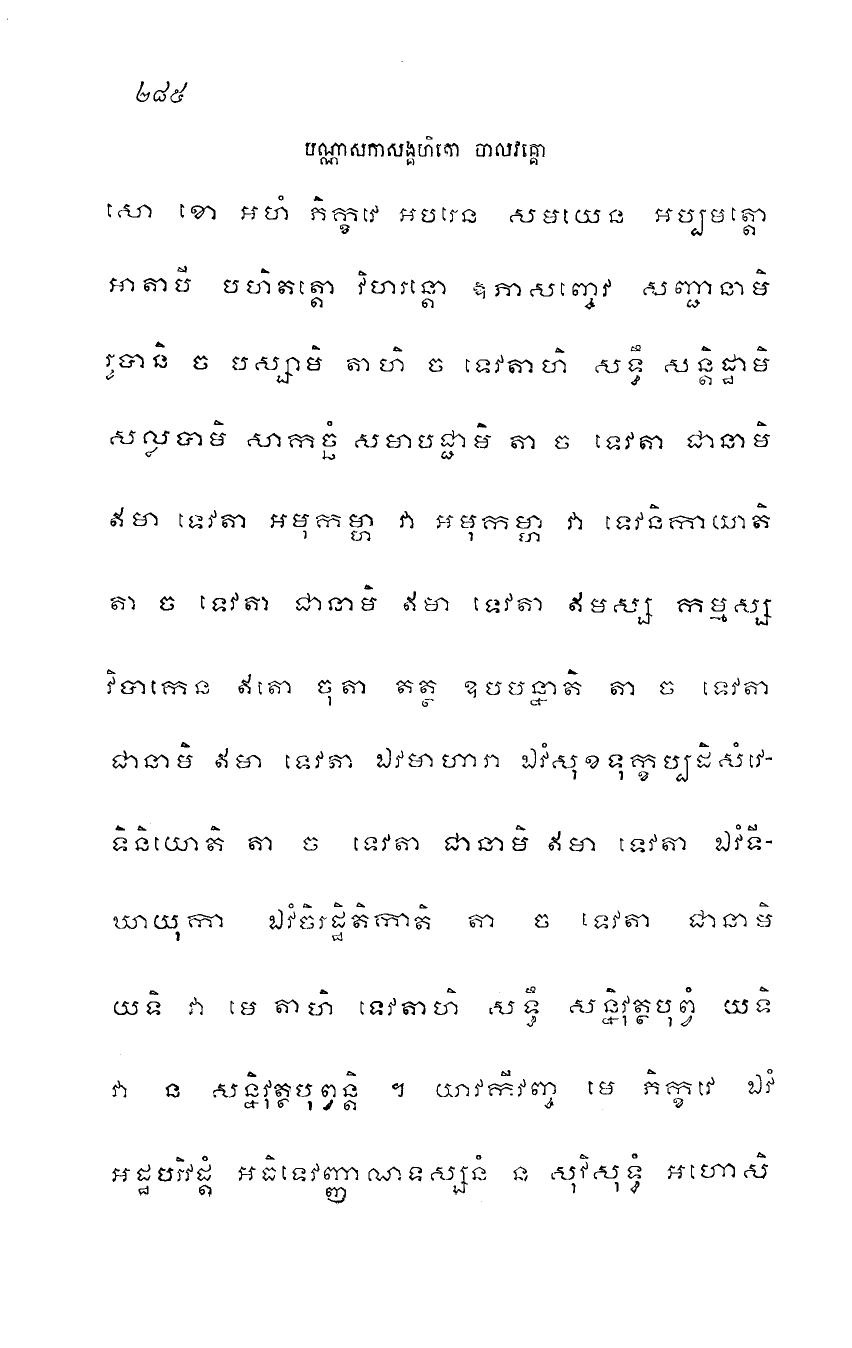 ២៨៥
បណ្ណាសកាសង្គហិតោ ចាលវគ្គោ
សោ ខោ អហំ ភិក្ខវេ អបរេន សមយេន អប្បមត្តោ
អាតាបី បហិតត្តោ វិហរន្តោ ឱភាសញ្ចេវ សញ្ជានាមិ
រូបានិ ច បស្សាមិ តាហិ ច ទេវតាហិ សទ្ធឹ សន្តិដ្ឋាមិ
សល្លបាមិ សាកច្ឆំ សមាបជ្ជាមិ តា ច ទេវតា ជានាមិ
ឥមា ទេវតា អមុកម្ហា វា អមុកម្ហា វា ទេវនិកាយាតិ
តា ច ទេវតា ជានាមិ ឥមា ទេវតា ឥមស្ស កម្មស្ស
វិបាកេន ឥតោ ចុតា តត្ថ ឧបបន្នាតិ តា ច ទេវតា
ជានាមិ ឥមា ទេវតា ឯវមាហារា ឯវំសុខទុក្ខប្បដិសំវេ-
ទិនិយោតិ តា ច ទេវតា ជានាមិ ឥមា ទេវតា ឯវំទី-
ឃាយុកា ឯវំចិរដ្ឋិតិកាតិ តា ច ទេវតា ជានាមិ
យទិ វា មេ តាហិ ទេវតាហិ សទ្ធឹ សន្និវុត្ថបុព្វំ យទិ
វា ន សន្និវុត្ថបុព្វន្តិ ។ យាវកីវញ្ច មេ ភិក្ខវេ ឯវំ
អដ្ឋបរិវដ្តំ អធិទេវញ្ញាណទស្សនំ ន សុវិសុទ្ធំ អហោសិ